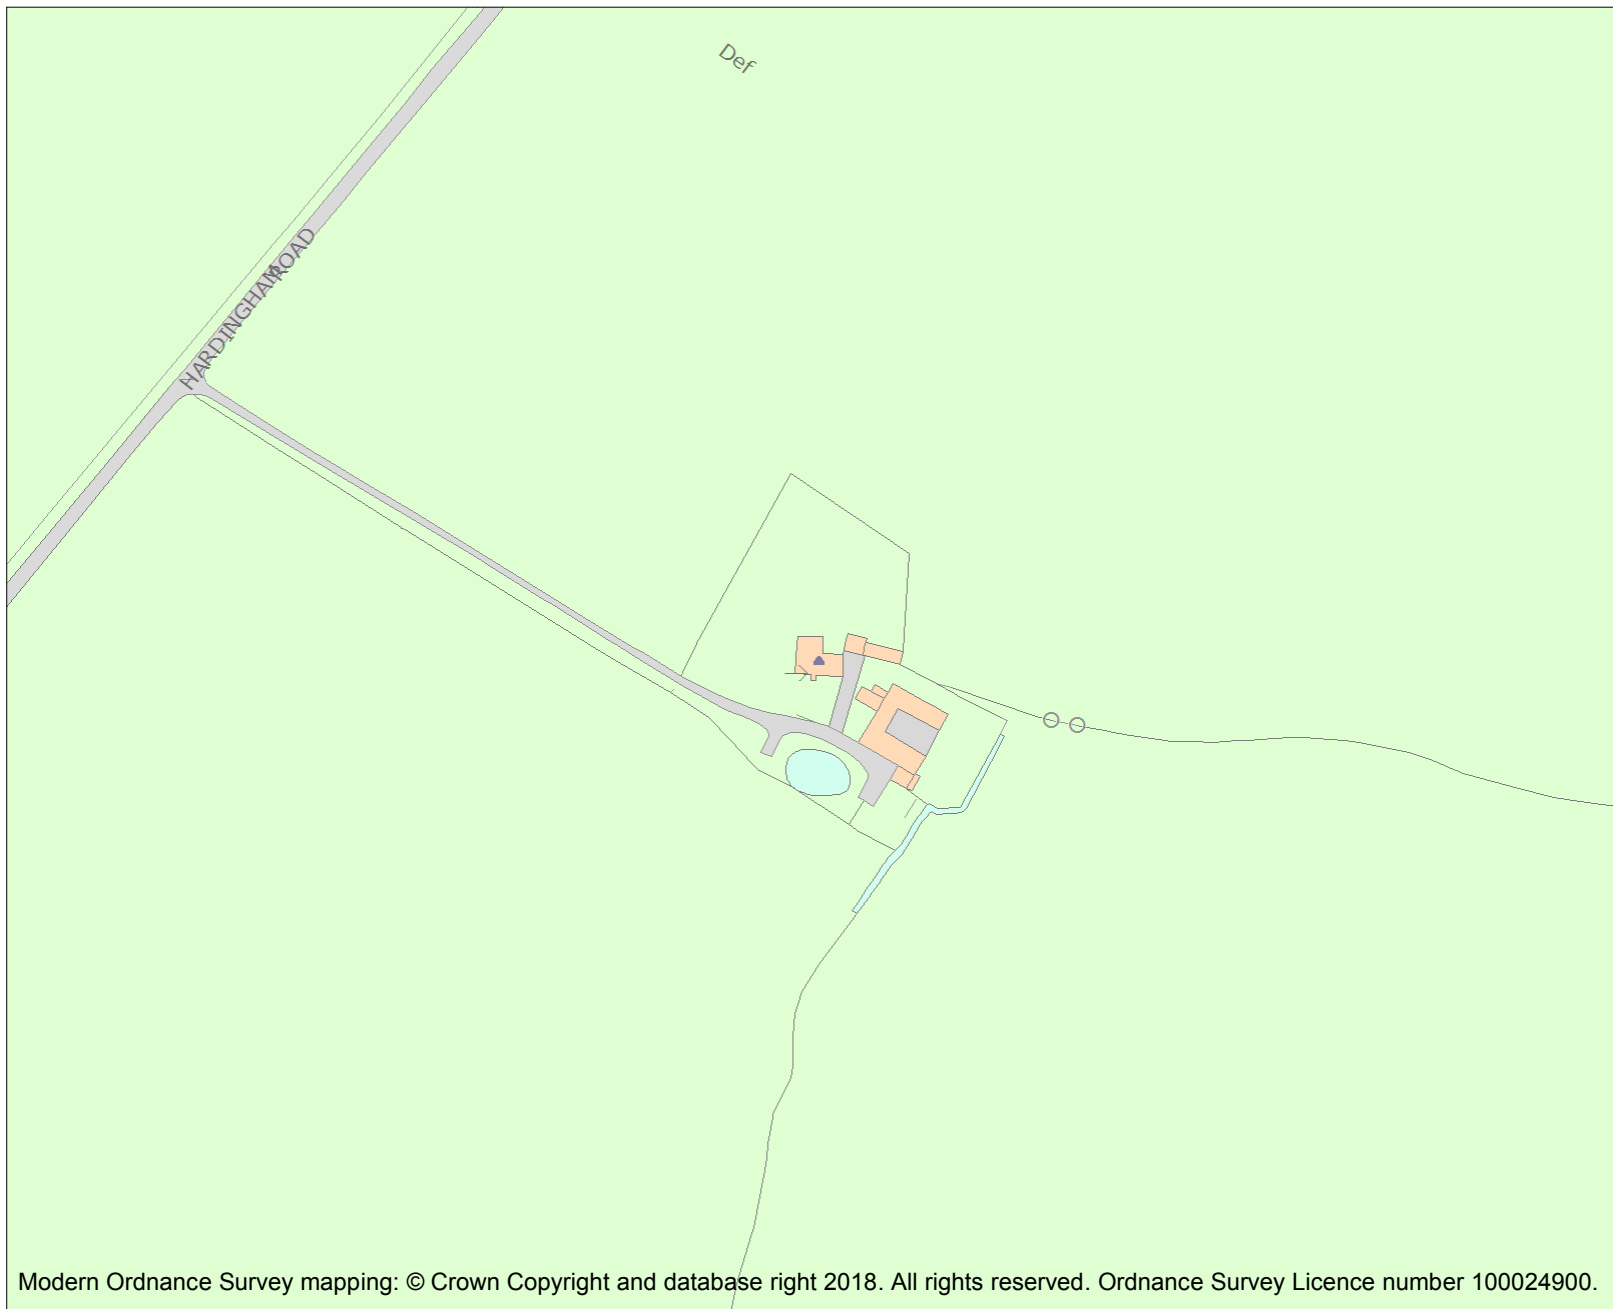 Def
HARDINGHAM ROAD
Modern Ordnance Survey mapping: © Crown Copyright and database right 2018. All rights reserved. Ordnance Survey Licence number 100024900.